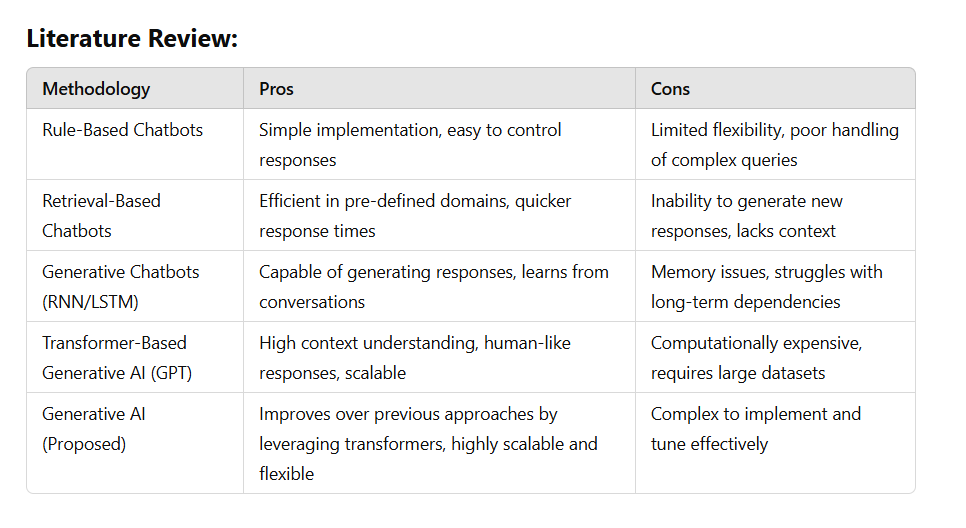 Literature Review:
Methodology Pros Cons
Rule-Based Chatbots Simple implementation, easy to control Limited flexibility, poor handling
responses of complex queries
Retrieval-Based Efficient in pre-defined domains, quicker Inability to generate new
Chatbots response times responses, lacks context
Generative Chatbots Capable of generating responses, learns from Memory issues, struggles with
(RNN/LSTM) conversations long-term dependencies
Transformer-Based High context understanding, human-like Computationally expensive,
Generative AI (GPT) responses, scalable requires large datasets
Generative AI Improves over previous approaches by Complex to implement and
(Proposed) leveraging transformers, highly scalable and tune effectively
flexible